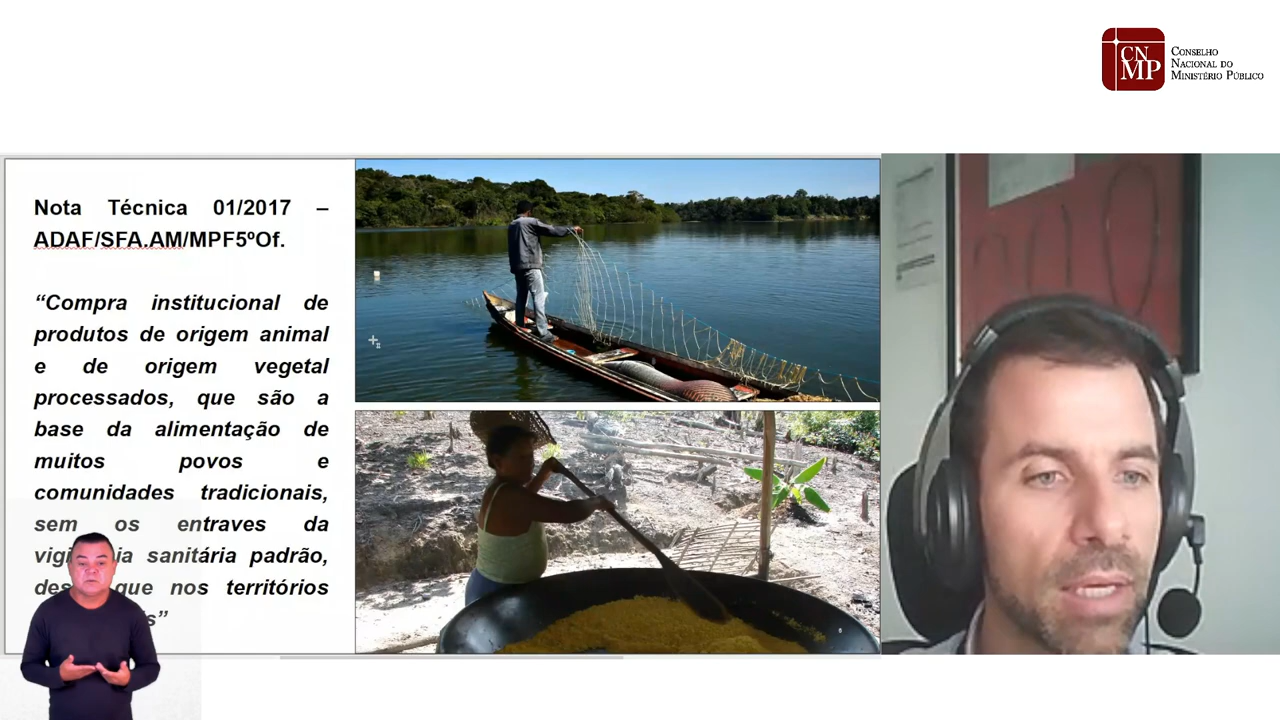 CN
MP
CONSELHO
NACIONAL DO
MINISTÉRIO PÚBLICO
Nota Técnica 01/2017 –
ADAF/SFA.AM/MPF5ºOf.
“Compra institucional de
produtos de origem animal
e de origem vegetal
processados, que são a
base da alimentação de
muitos povos e
comunidades tradicionais,
sem os entraves da
sanitária padrão,
que nos territórios